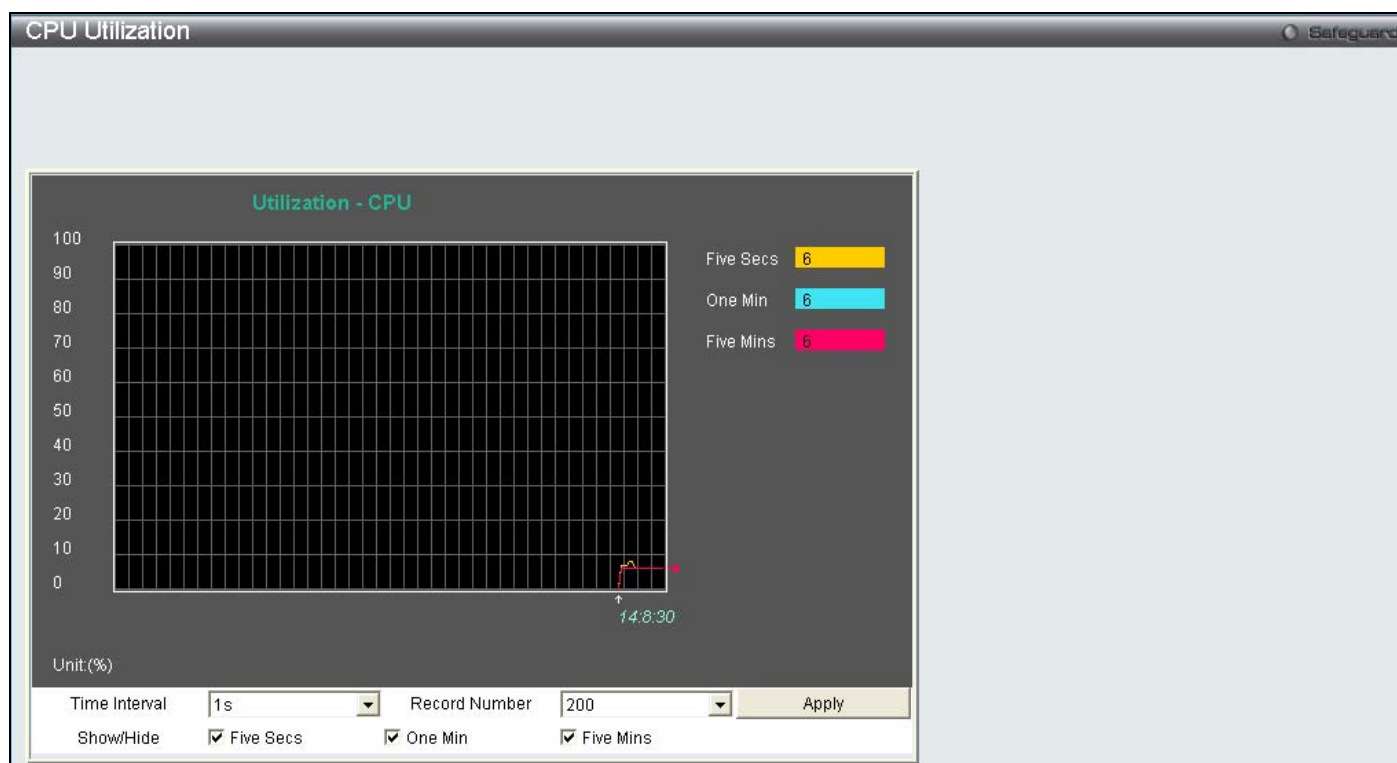 CPU Utilization
Safeguard
Utilization - CPU
100
90
80
70
60
50
40
30
20
10
0
Five Secs 6
One Min 6
Five Mins 6
14:8:30
Unit:(%)
Time Interval 1s Record Number 200 Apply
Show/Hide Five Secs One Min Five Mins